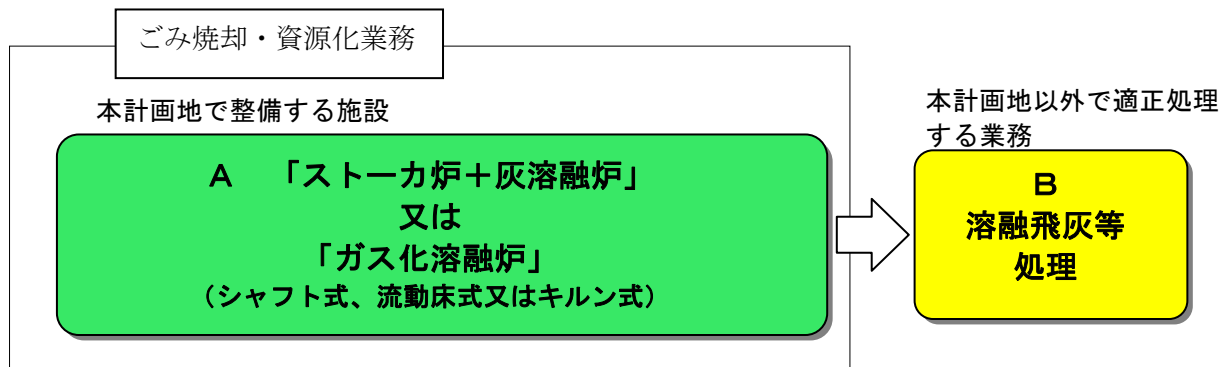 ごみ焼却・資源化業務
本計画地で整備する施設
A 「ストーカ炉＋灰溶融炉」
又は
「ガス化溶融炉」
（シャフト式、流動床式又はキルン式）
本計画地以外で適正処理
する業務
B
溶融飛灰等
処理